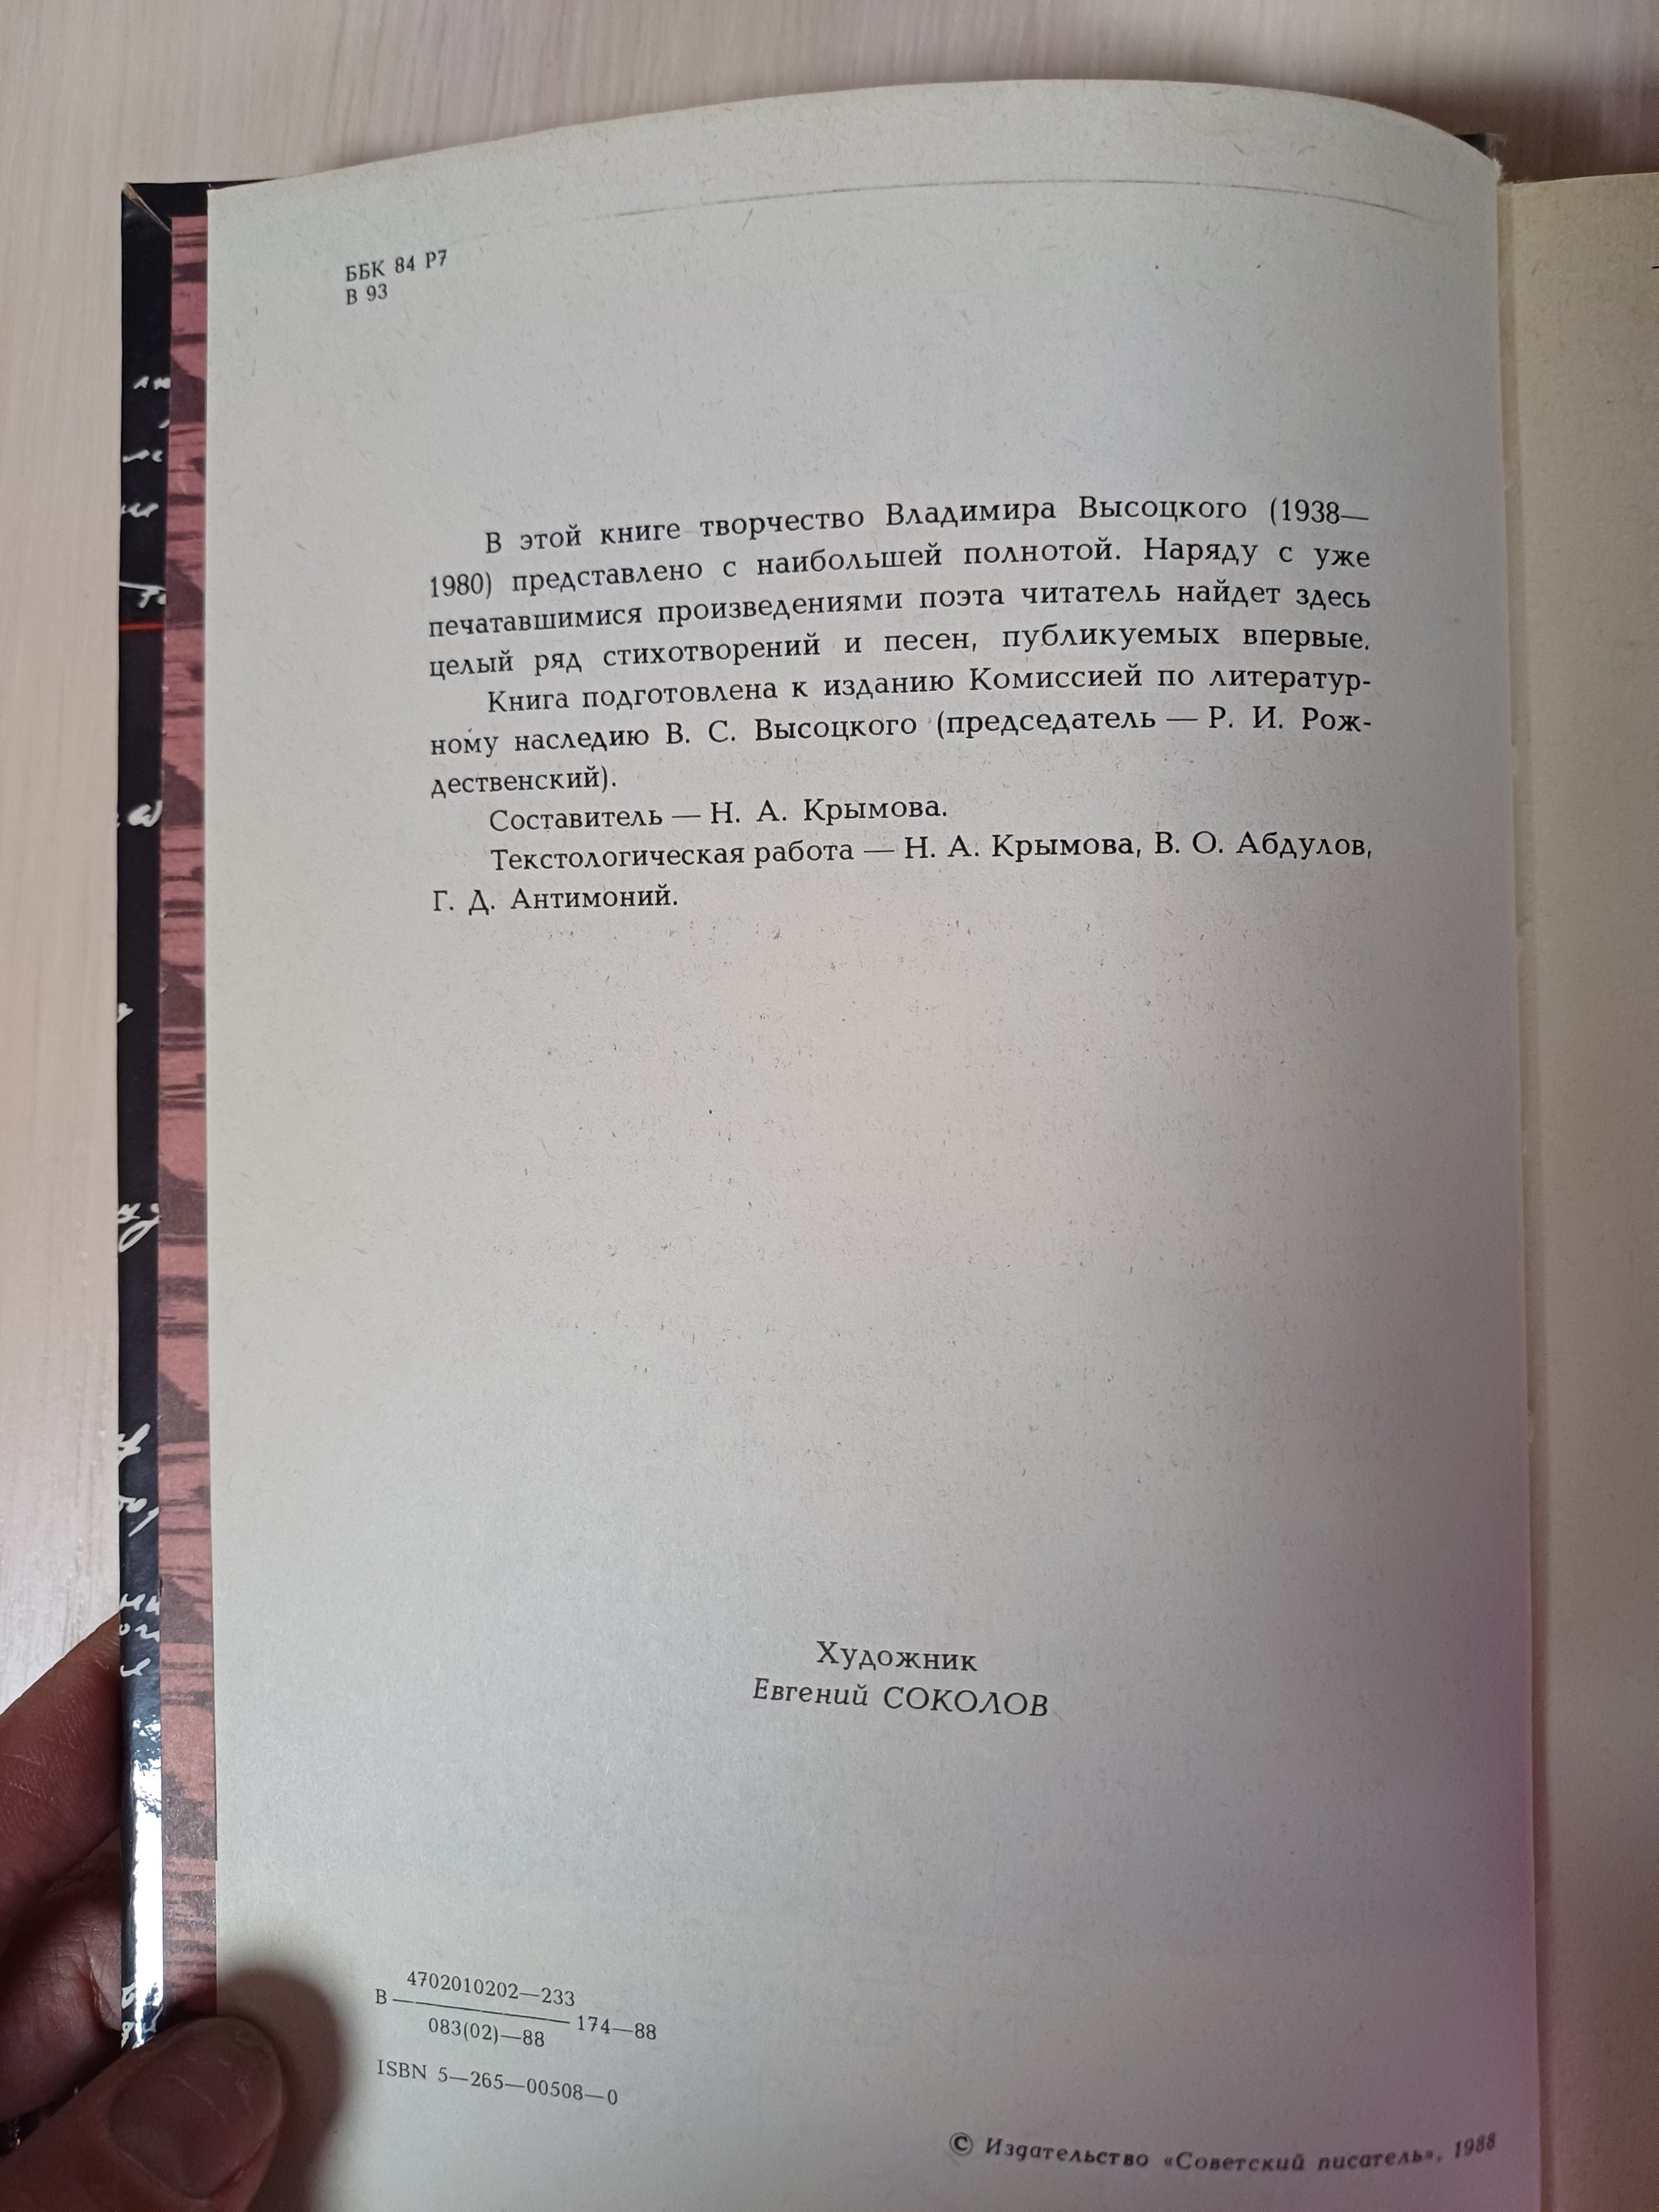 ББК 84 Р7
В 93
В этой книге творчество Владимира Высоцкого (1938—
1980) представлено с наибольшей полнотой. Наряду с уже
печатавшимися произведениями поэта читатель найдет здесь
целый ряд стихотворений и песен, публикуемых впервые.
Книга подготовлена к изданию Комиссией по литератур-
ному наследию В. С. Высоцкого (председатель — Р. И. Рож-
дественский).
Составитель — Н. А. Крымова.
Текстологическая работа — Н. А. Крымова, В. О. Абдулов,
Г. Д. Антимоний.
Художник
Евгений СОКОЛОВ
4702010202—233
В — 174—88
083(02)—88
ISBN 5—265—00508—0
© Издательство «Советский писатель», 1988